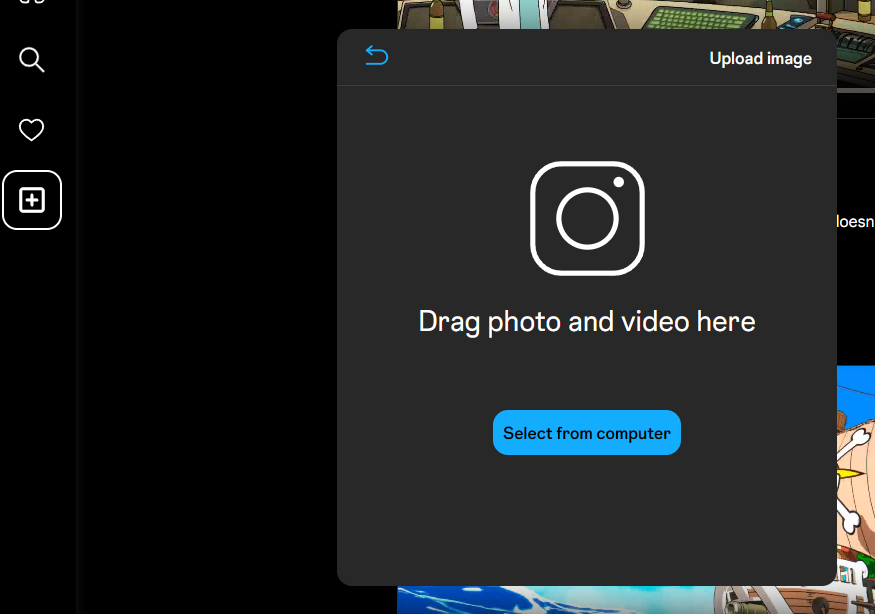 Upload image
Drag photo and video here
Select from computer